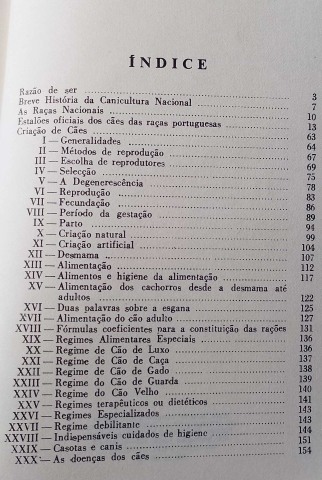 ÍNDICE
Razão de ser 3
Breve História da Canicultura Nacional 7
As Raças Nacionais 10
Estalões oficiais dos cães das raças portuguesas 13
Criação de Cães 63
I — Generalidades 64
II — Métodos de reprodução 67
III — Escolha de reprodutores 69
IV — Selecção 75
V — A Degenerescência 78
VI — Reprodução 83
VII — Fecundação 86
VIII — Período da gestação 89
IX — Parto 94
X — Criação natural 99
XI — Criação artificial 104
XII — Desmama 107
XIII — Alimentação 112
XIV — Alimentos e higiene da alimentação 117
XV — Alimentação dos cachorros desde a desmama até
adultos 122
XVI — Duas palavras sobre a esgana 125
XVII — Alimentação do cão adulto 127
XVIII — Fórmulas coeficientes para a constituição das rações 131
XIX — Regimes Alimentares Especiais 136
XX — Regime de Cão de Luxo 136
XXI — Regime de Cão de Caça 137
XXII — Regime de Cão de Gado 138
XXIII — Regime de Cão de Guarda 139
XXIV — Regime do Cão Velho 140
XXV — Regimes terapêuticos ou dietéticos 141
XXVI — Regimes Especializados 143
XXVII — Regime debilitante 143
XXVIII — Indispensáveis cuidados de higiene 144
XXIX — Casotas e canis 151
XXX — As doenças dos cães 154